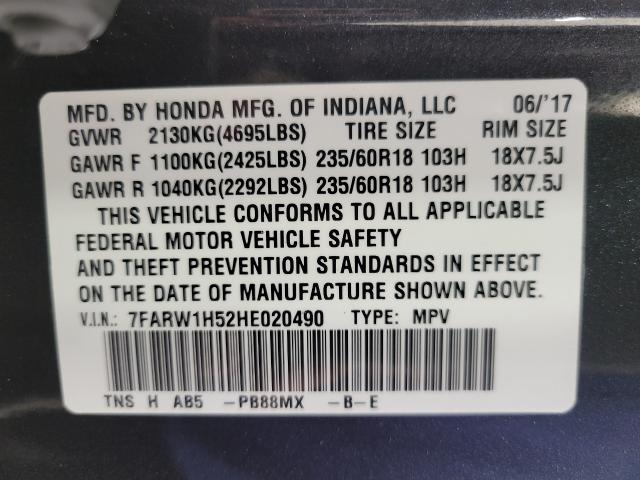 MFD. BY HONDA MFG. OF INDIANA, LLC 06/'17
GVWR 2130KG(4695LBS) TIRE SIZE RIM SIZE
GAWR F 1100KG(2425LBS) 235/60R18 103H 18X7.5J
GAWR R 1040KG(2292LBS) 235/60R18 103H 18X7.5J
THIS VEHICLE CONFORMS TO ALL APPLICABLE
FEDERAL MOTOR VEHICLE SAFETY
AND THEFT PREVENTION STANDARDS IN EFFECT
ON THE DATE OF MANUFACTURE SHOWN ABOVE.
V.I.N.: 7FARW1H52HE020490 TYPE: MPV
TNS H AB5 -PB88MX -B-E